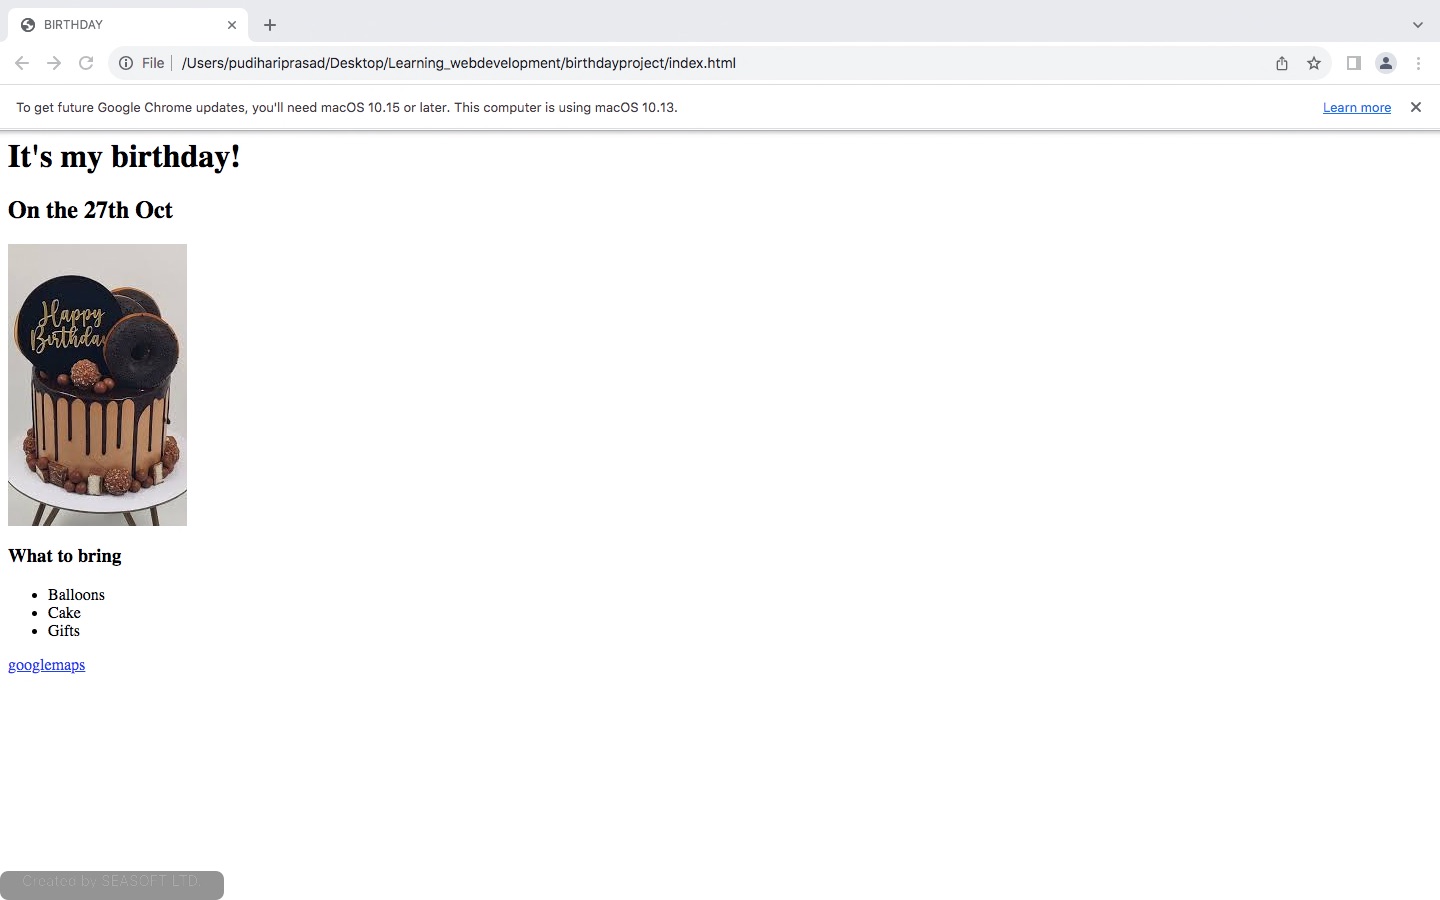 BIRTHDAY
File
/Users/pudihariprasad/Desktop/Learning_webdevelopment/birthdayproject/index.html
To get future Google Chrome updates, you'll need macOS 10.15 or later. This computer is using macOS 10.13.
Learn more
It's my birthday!
On the 27th Oct
Happy
Birthday
What to bring
• Balloons
• Cake
• Gifts
googlemaps
Created by SEASOFT LTD.